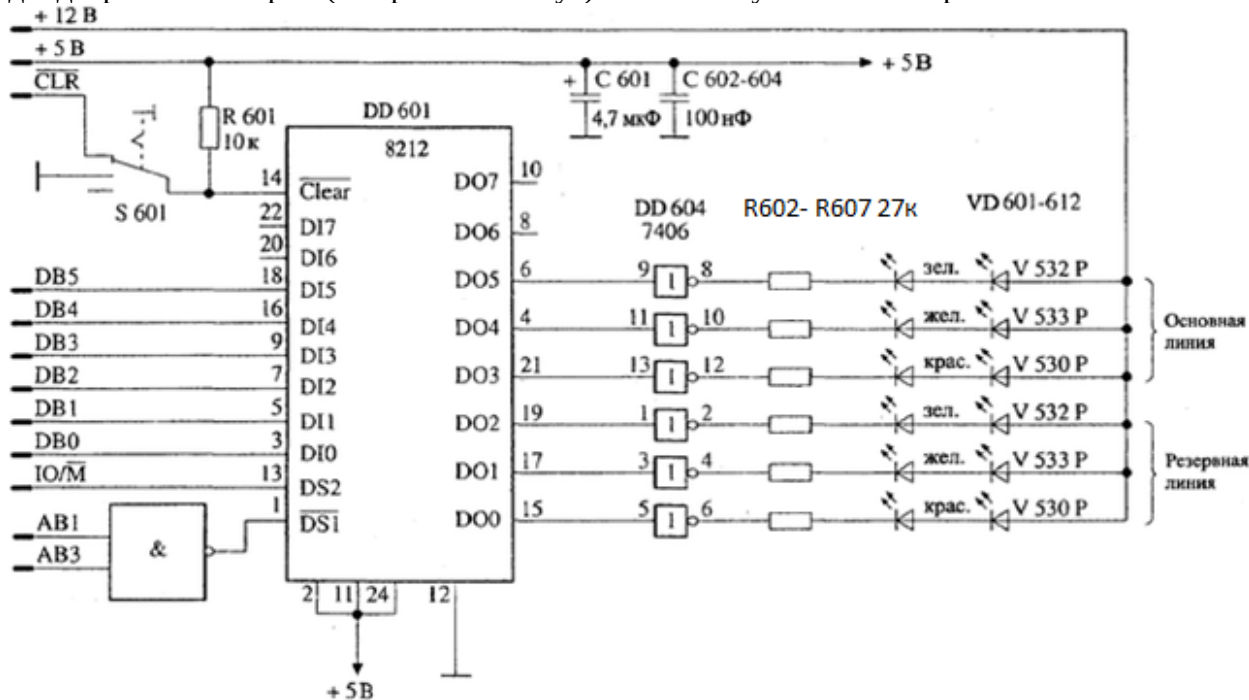 + 12 В
+ 5 В
CLR
+ 5 В
R 601
10 к
C 601
+
4,7 мкФ
C 602-604
100 нФ
S 601
DD 601
8212
14 Clear
22 DI7
20 DI6
DB5 18 DI5
DB4 16 DI4
DB3 9 DI3
DB2 7 DI2
DB1 5 DI1
DB0 3 DI0
IO/M 13 DS2
1 DS1
AB1
AB3
&
DO7 10
DO6 8
DO5 6
DO4 4
DO3 21
DO2 19
DO1 17
DO0 15
2 11 24 12
+ 5В
DD 604
7406
R602- R607 27к
VD 601-612
9 1 8 зел. V 532 P
11 1 10 жел. V 533 P
13 1 12 крас. V 530 P
1 1 2 зел. V 532 P
3 1 4 жел. V 533 P
5 1 6 крас. V 530 P
Основная
линия
Резервная
линия